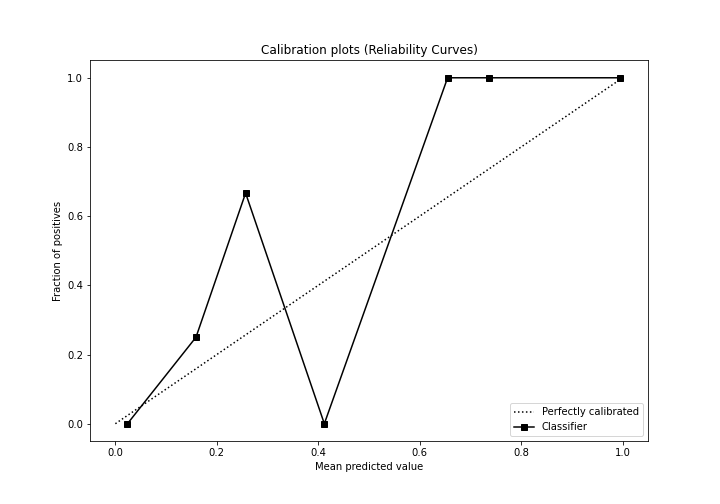 Calibration plots (Reliability Curves)
1.0
0.8
0.6
0.4
0.2
0.0
Fraction of positives
0.0 0.2 0.4 0.6 0.8 1.0
Mean predicted value
Perfectly calibrated
Classifier